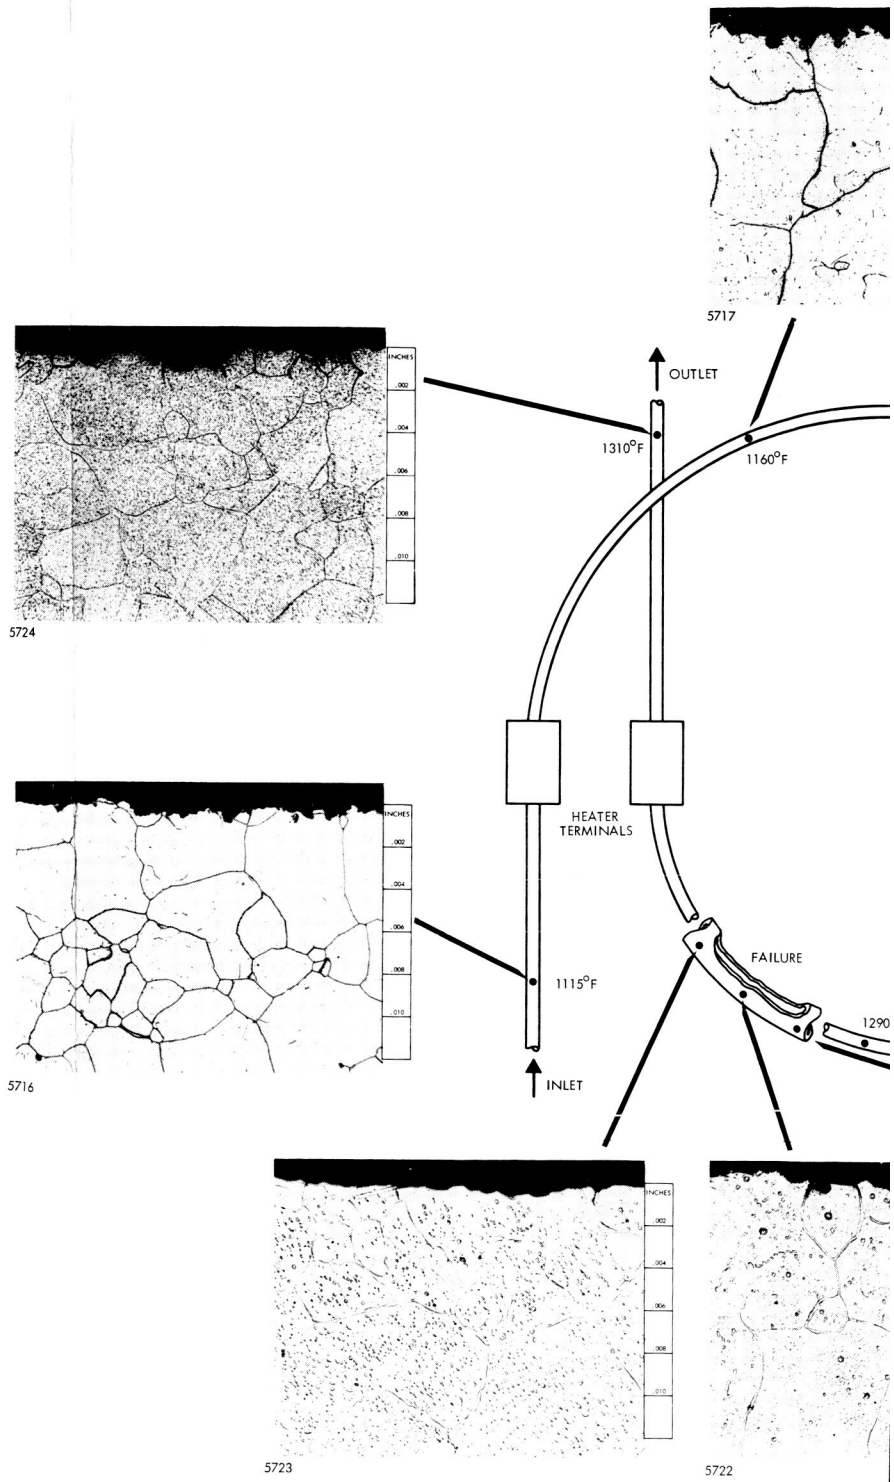 5717
OUTLET
1310°F
1160°F
INCHES
.002
.004
.006
.008
.010
5724
HEATER
TERMINALS
INCHES
.002
.004
.006
.008
.010
FAILURE
1115°F
1290
INLET
5716
INCHES
.002
.004
.006
.008
.010
5723
5722